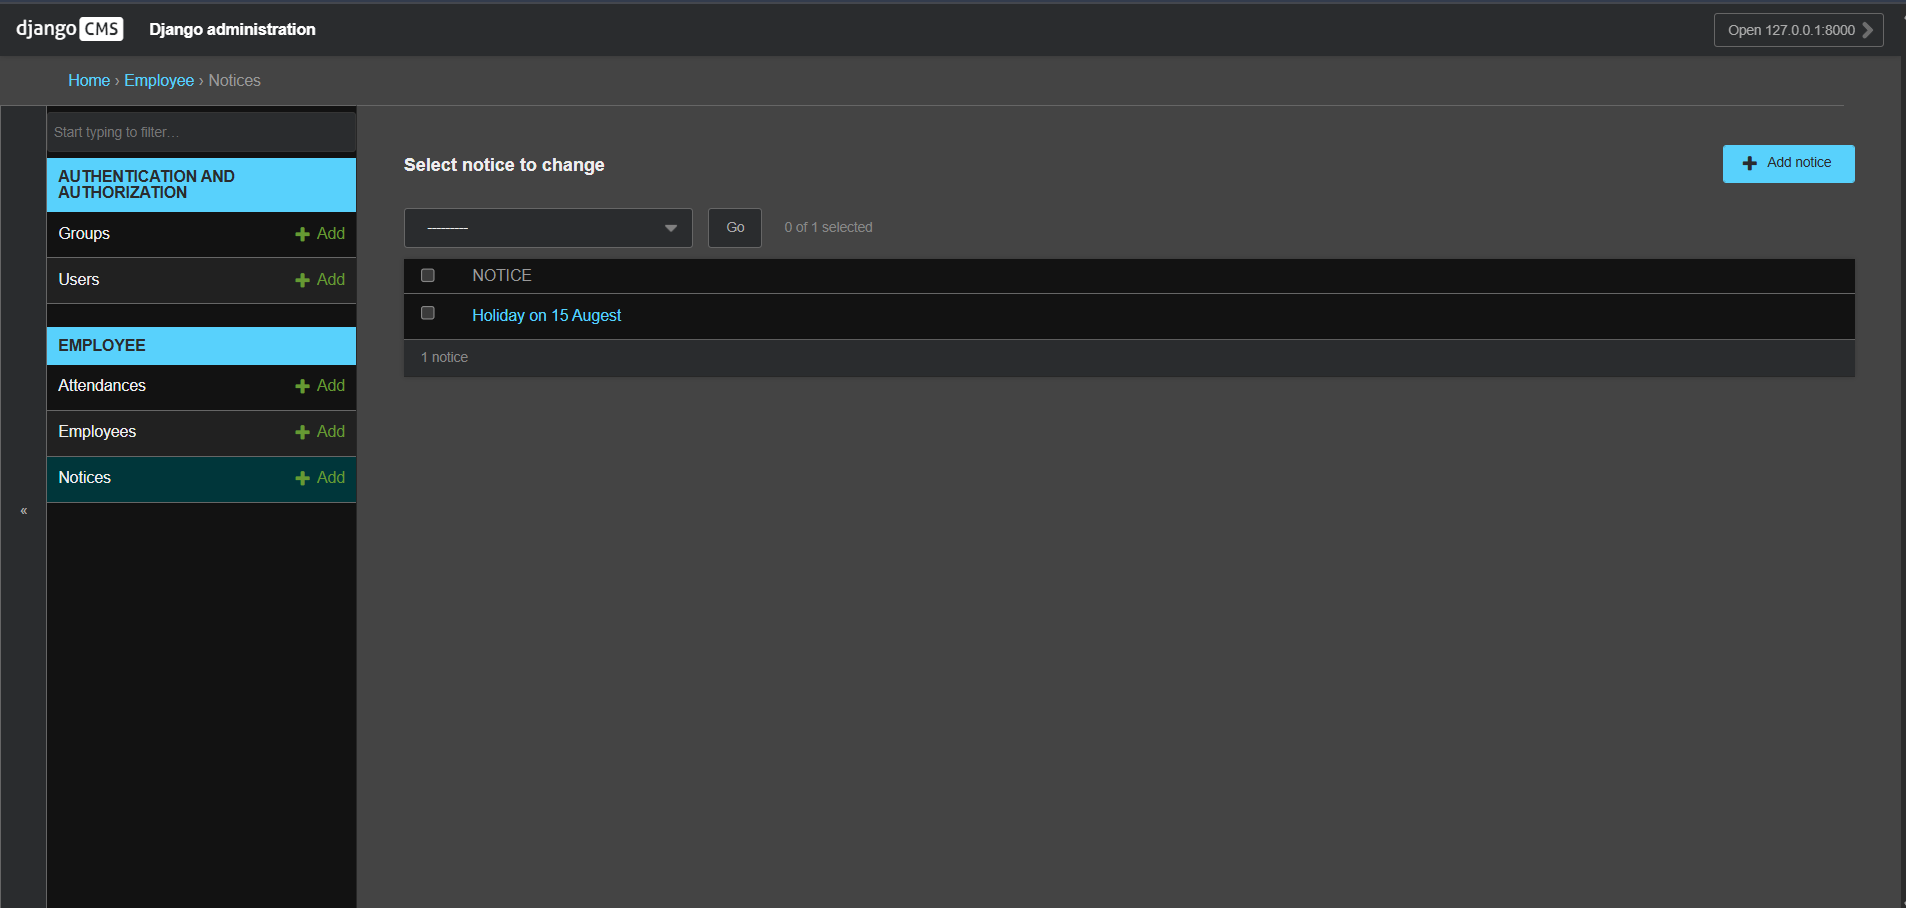 django CMS Django administration Open 127.0.0.1:8000
Home › Employee › Notices
Start typing to filter…
AUTHENTICATION AND
AUTHORIZATION
Groups Add
Users Add
EMPLOYEE
Attendances Add
Employees Add
Notices Add
«
Select notice to change
Add notice
--------- Go 0 of 1 selected
NOTICE
Holiday on 15 Augest
1 notice